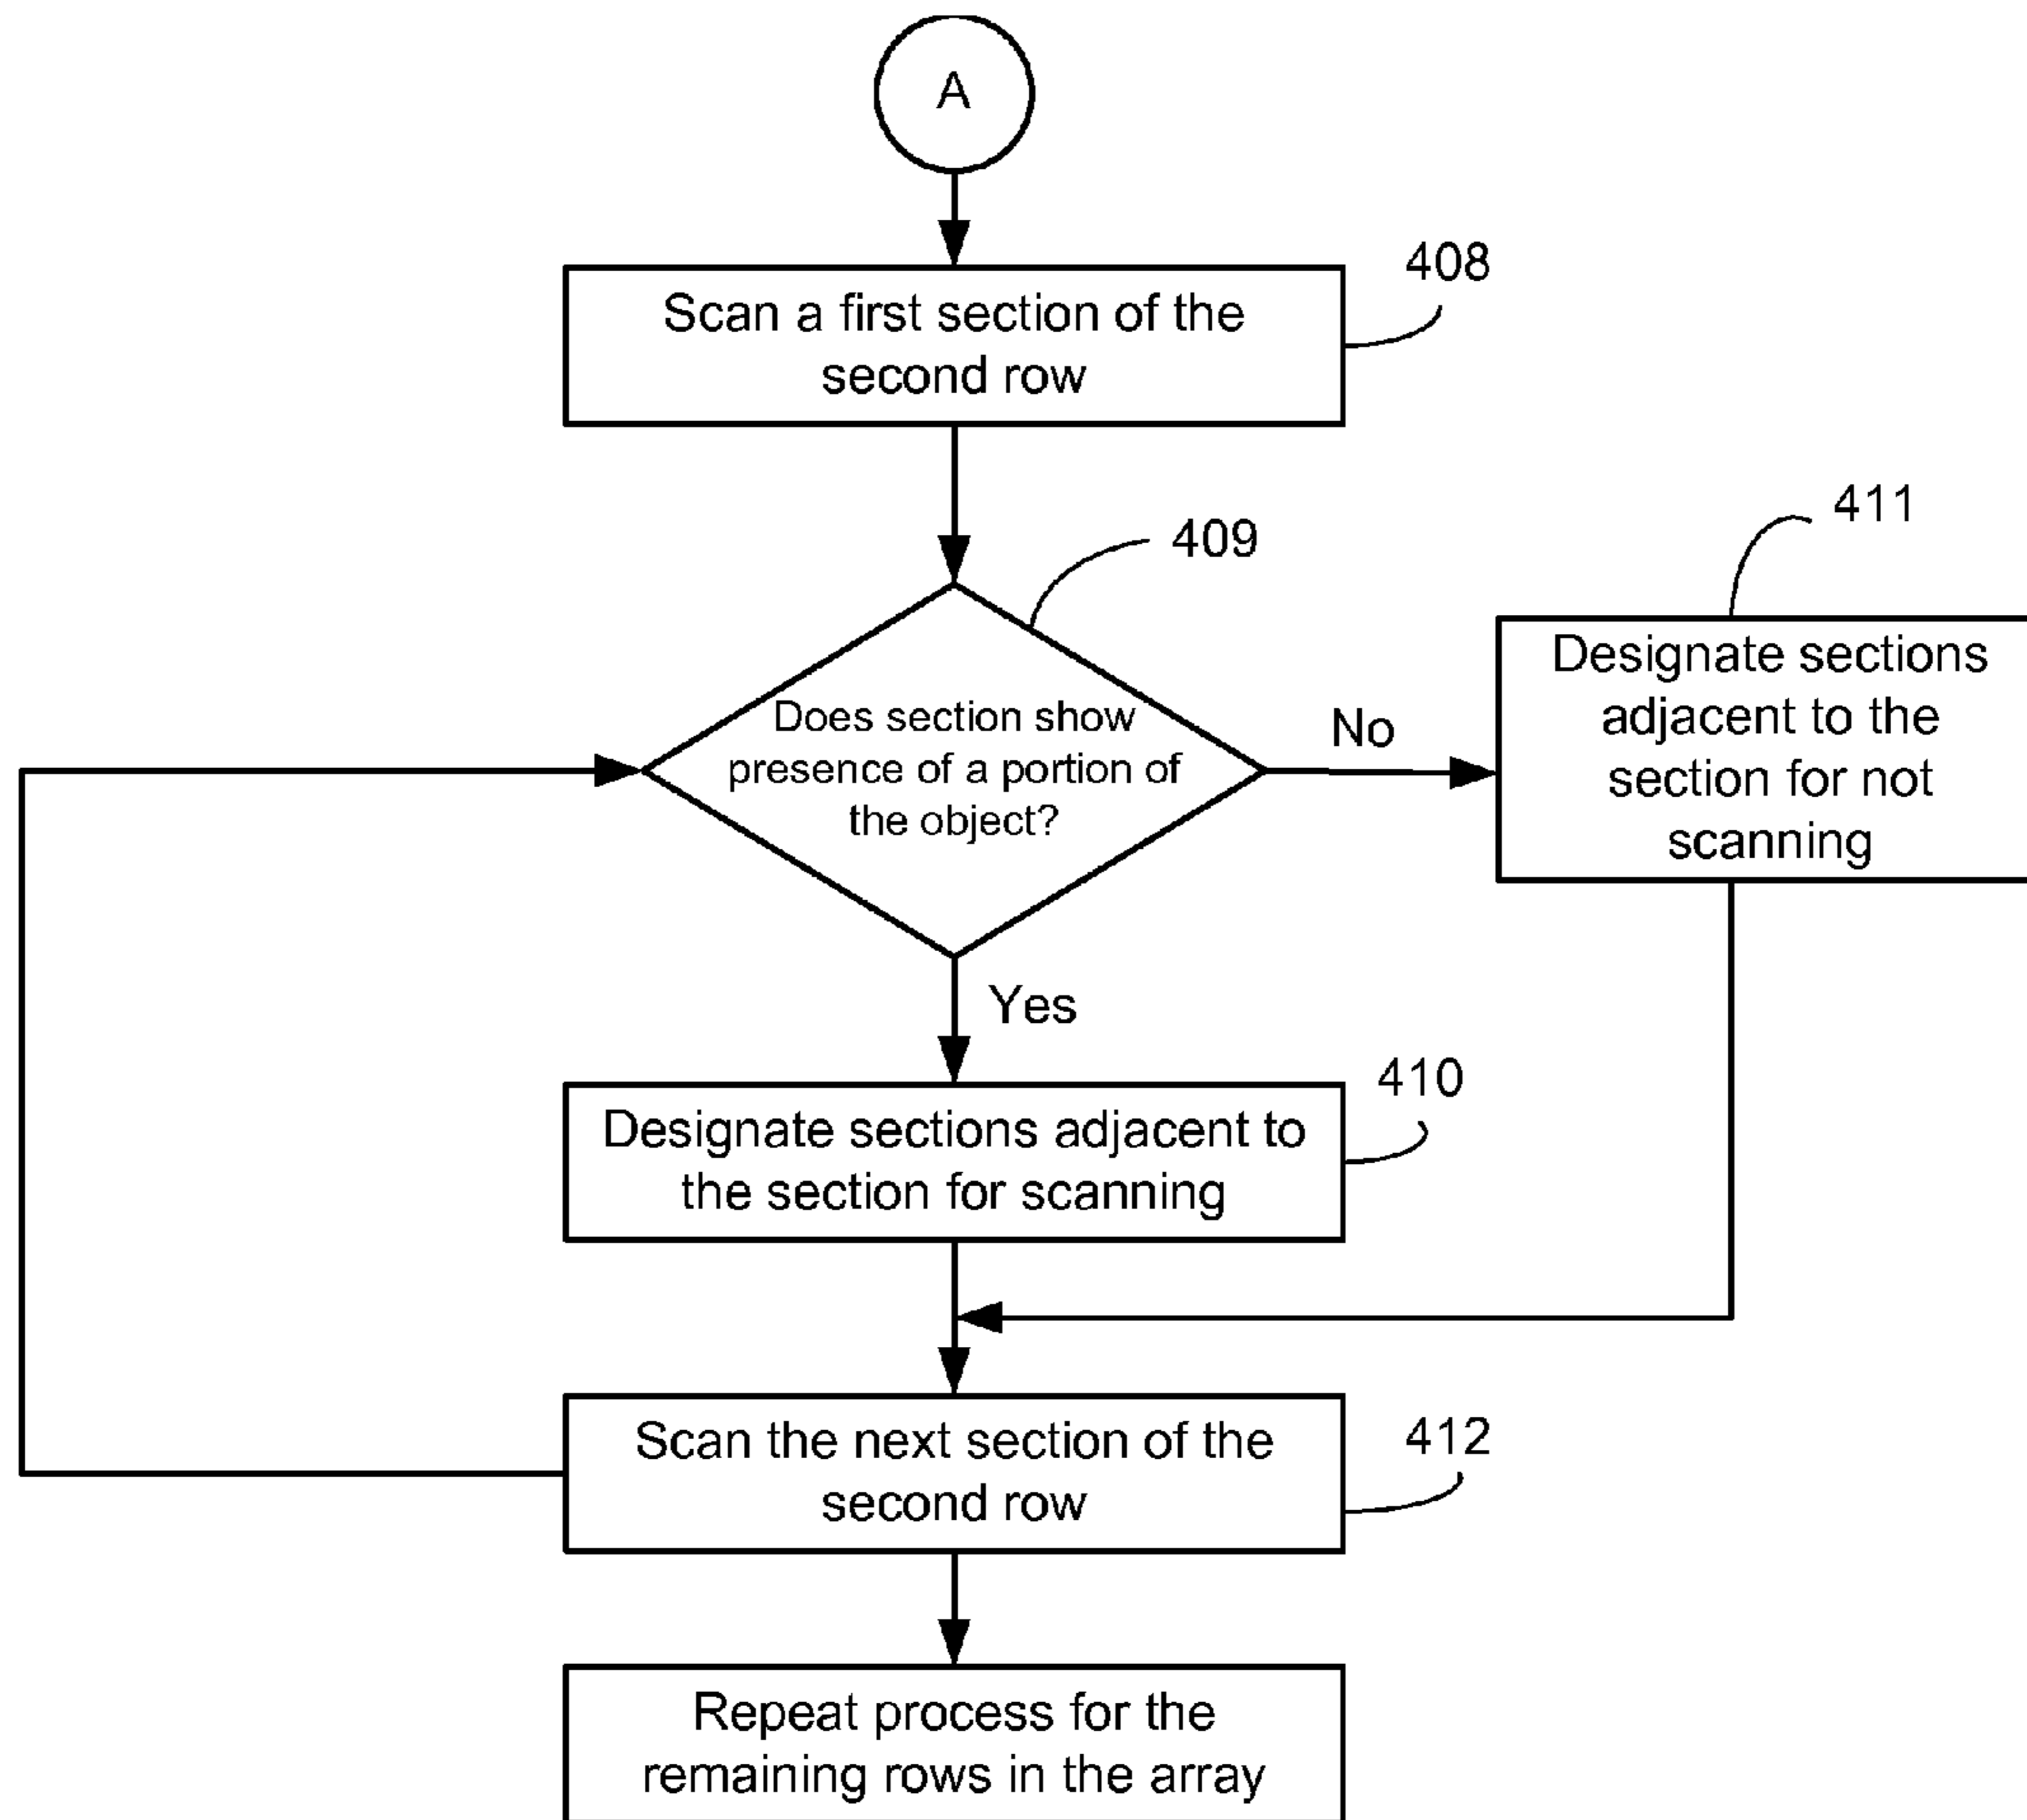 A
Scan a first section of the
second row
408
409
Does section show
presence of a portion of
the object?
No
411
Designate sections
adjacent to the
section for not
scanning
Yes
410
Designate sections adjacent to
the section for scanning
Scan the next section of the
second row
412
Repeat process for the
remaining rows in the array